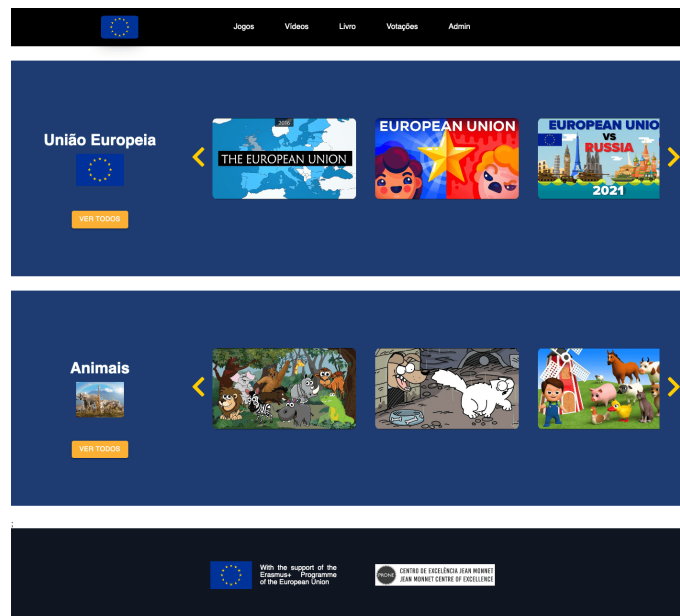 Jogos Vídeos Livro Votações Admin
União Europeia
VER TODOS
2016
THE EUROPEAN UNION
EUROPEAN UNION
EUROPEAN UNIO
VS
RUSSIA
2021
Animais
VER TODOS
;
With the support of the
Erasmus+ Programme
of the European Union
PRONE
CENTRO DE EXCELÊNCIA JEAN MONNET
JEAN MONNET CENTRE OF EXCELLENCE